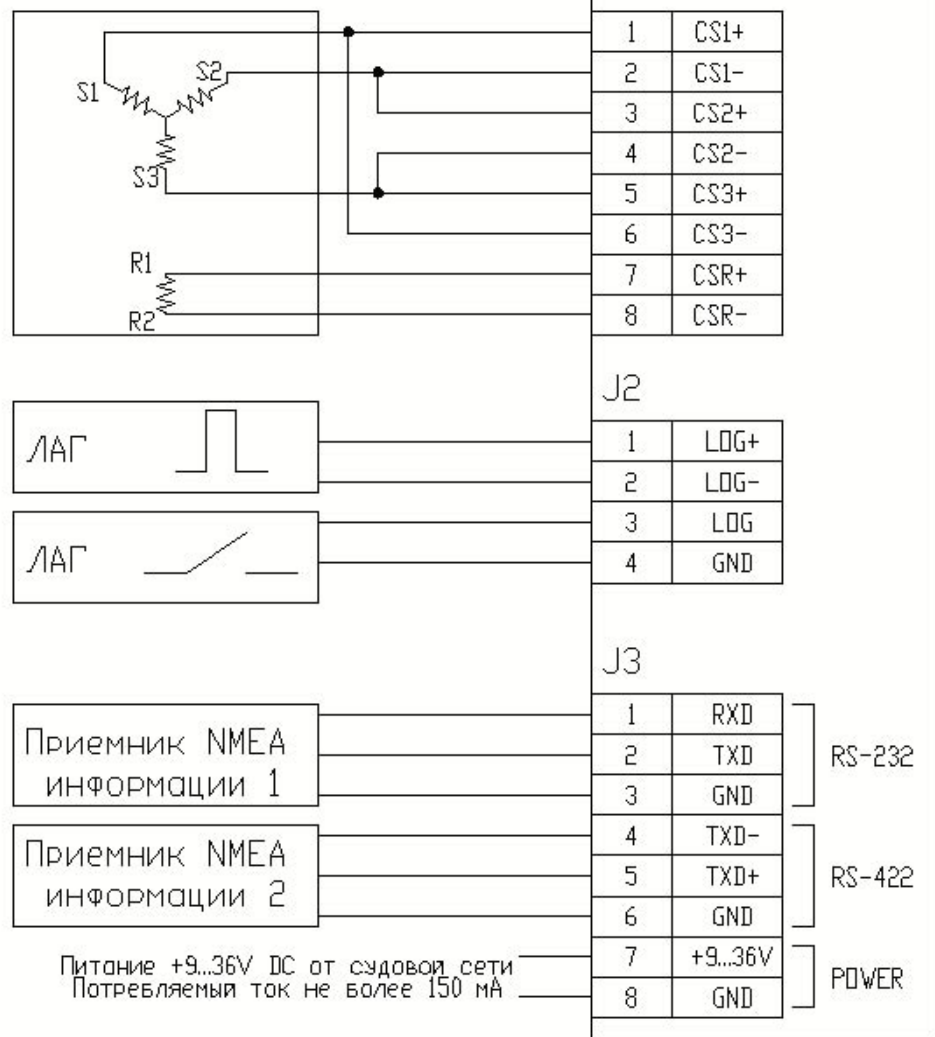 1 CS1+
S2
2 CS1-
S1
3 CS2+
4 CS2-
S3
5 CS3+
6 CS3-
R1
7 CSR+
R2
8 CSR-
J2
ЛАГ
1 LOG+
2 LOG-
ЛАГ
3 LOG
4 GND
J3
Приемник NMEA
информации 1
1 RXD
2 TXD
3 GND
RS-232
Приемник NMEA
информации 2
4 TXD-
5 TXD+
6 GND
RS-422
Питание +9...36V DC от судовой сети
Потребляемый ток не более 150 мА
7 +9...36V
8 GND
POWER